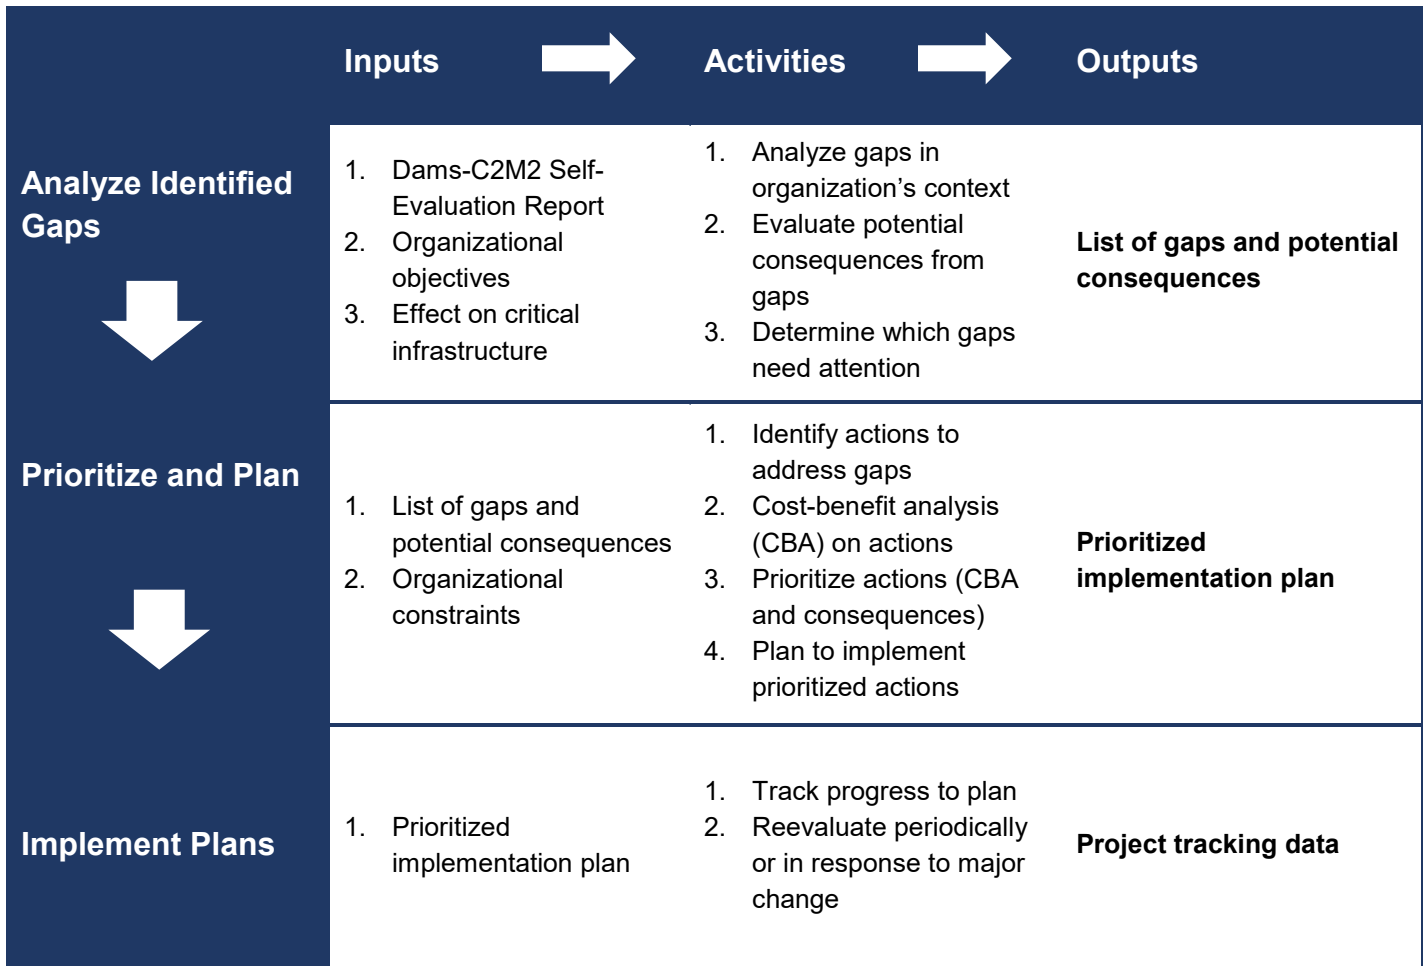 Inputs
Activities
Outputs
Analyze Identified
Gaps
1. Dams-C2M2 Self-
Evaluation Report
2. Organizational
objectives
3. Effect on critical
infrastructure
1. Analyze gaps in
organization’s context
2. Evaluate potential
consequences from
gaps
3. Determine which gaps
need attention
List of gaps and potential
consequences
Prioritize and Plan
1. List of gaps and
potential consequences
2. Organizational
constraints
1. Identify actions to
address gaps
2. Cost-benefit analysis
(CBA) on actions
3. Prioritize actions (CBA
and consequences)
4. Plan to implement
prioritized actions
Prioritized
implementation plan
Implement Plans
1. Prioritized
implementation plan
1. Track progress to plan
2. Reevaluate periodically
or in response to major
change
Project tracking data